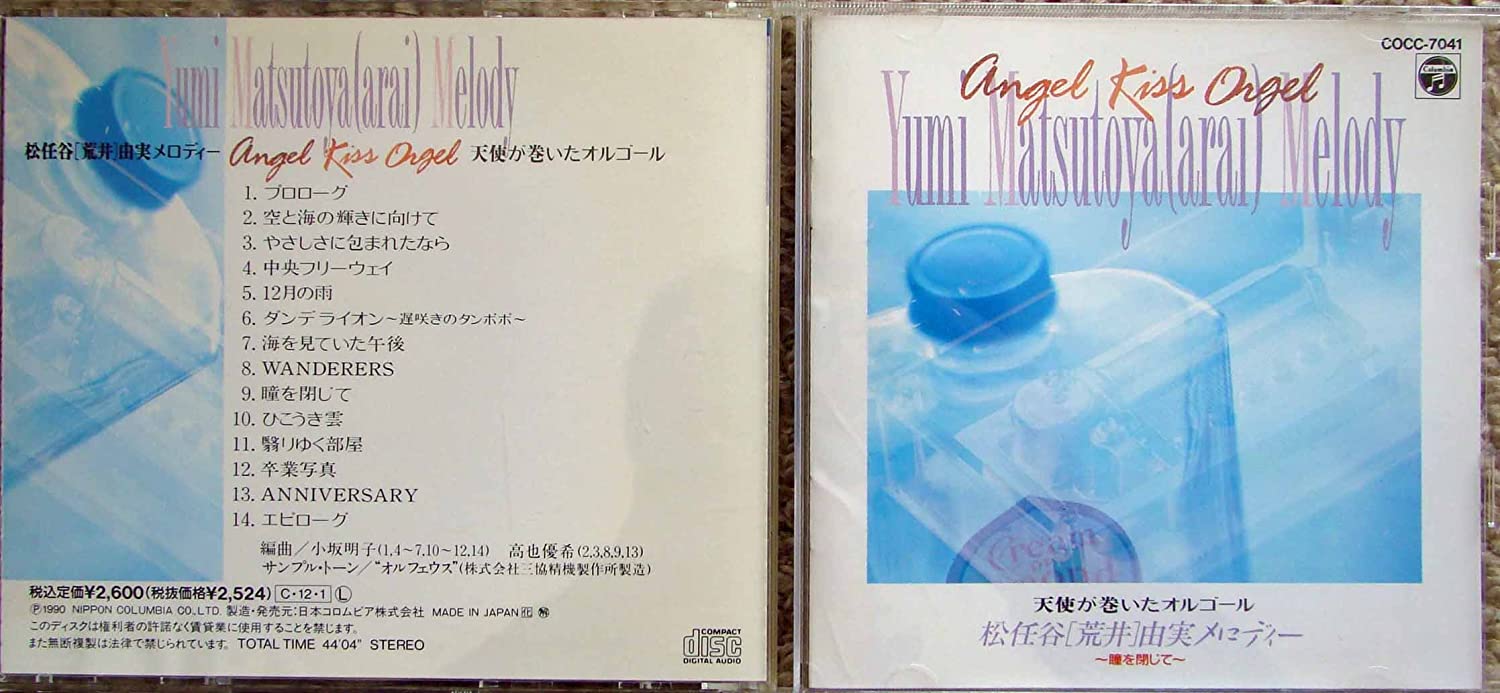 Yumi Matsutoya(arai) Melody
松任谷[荒井]由実メロディー Angel Kiss Orgel 天使が巻いたオルゴール
1. プロローグ
2. 空と海の輝きに向けて
3. やさしさに包まれたなら
4. 中央フリーウェイ
5. 12月の雨
6. ダンデライオン〜遅咲きのタンポポ〜
7. 海を見ていた午後
8. WANDERERS
9. 瞳を閉じて
10. ひこうき雲
11. 翳りゆく部屋
12. 卒業写真
13. ANNIVERSARY
14. エピローグ
編曲／小坂明子(1,4〜7,10〜12,14) 高也優希(2,3,8,9,13)
サンプル・トーン／“オルフェウス”(株式会社三協精機製作所製造)
税込定価¥2,600(税抜価格¥2,524) C・12・1 L
Ⓟ1990 NIPPON COLUMBIA CO.,LTD. 製造・発売元:日本コロムビア株式会社 MADE IN JAPAN
このディスクは権利者の許諾なく賃貸業に使用することを禁じます。
また無断複製は法律で禁じられています。 TOTAL TIME 44'04" STEREO
COMPACT
disc
DIGITAL AUDIO
COCC-7041
Columbia
Angel Kiss Orgel
Yumi Matsutoya(arai) Melody
Cream
天使が巻いたオルゴール
松任谷[荒井]由実メロディー
〜瞳を閉じて〜